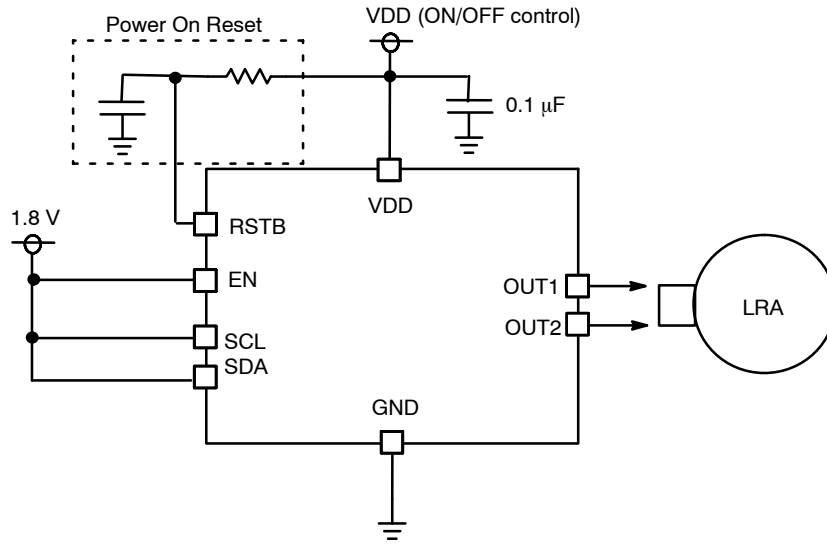 Power On Reset
VDD (ON/OFF control)
0.1 μF
VDD
1.8 V
RSTB
EN
OUT1
LRA
OUT2
SCL
SDA
GND